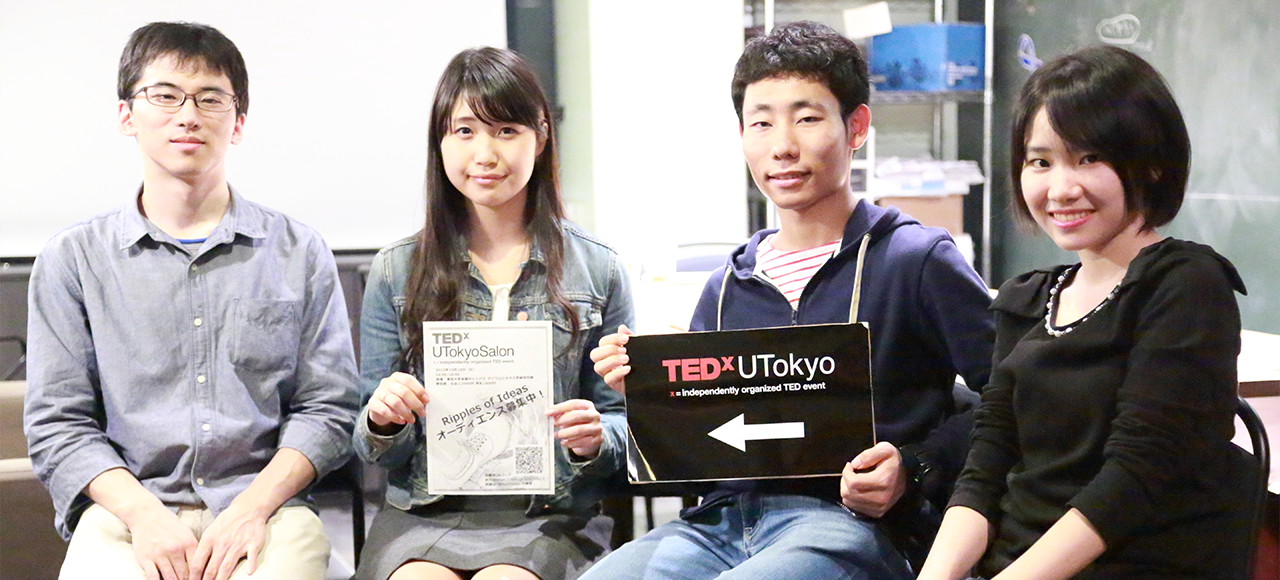 TEDx
UTokyoSalon
x = independently organized TED event
Ripples of Ideas
オーディエンス募集中！
TEDx UTokyo
x = independently organized TED event